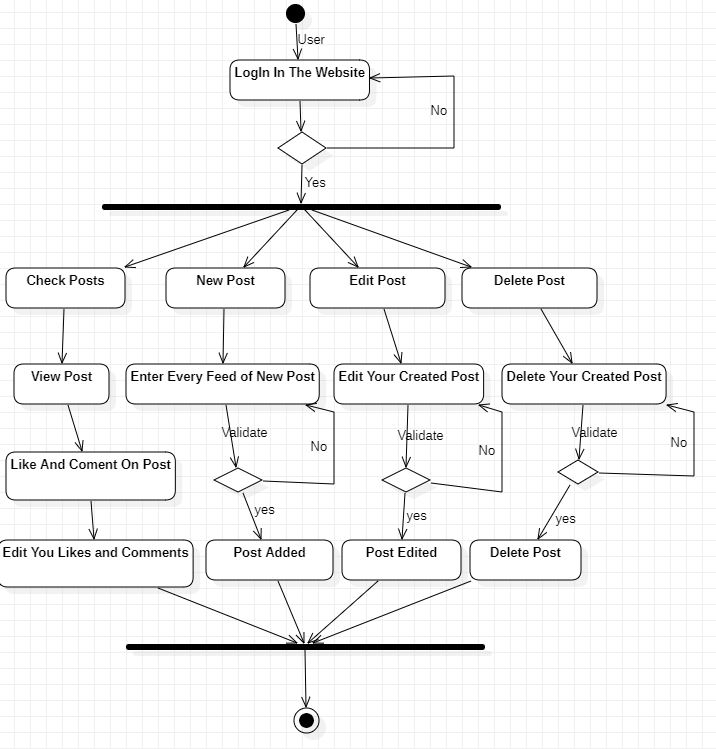 User
LogIn In The Website
No
Yes
Check Posts
New Post
Edit Post
Delete Post
View Post
Enter Every Feed of New Post
Edit Your Created Post
Delete Your Created Post
Validate
Validate
Validate
No
No
No
Like And Coment On Post
yes
yes
yes
Edit You Likes and Comments
Post Added
Post Edited
Delete Post